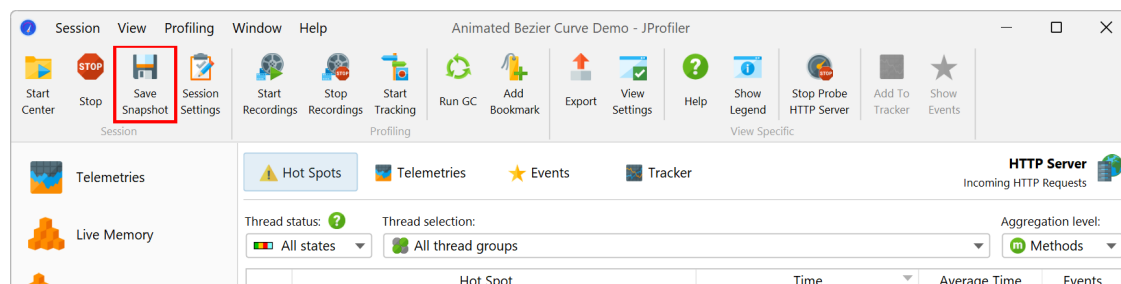 Session View Profiling Window Help Animated Bezier Curve Demo - JProfiler
STOP STOP STOP
Start Center
Stop
Save Snapshot
Session Settings
Start Recordings
Stop Recordings
Start Tracking
Run GC
Add Bookmark
Export
View Settings
Help
Show Legend
Stop Probe HTTP Server
Add To Tracker
Show Events
Session Profiling View Specific
Telemetries
Live Memory
Hot Spots Telemetries Events Tracker
HTTP Server
Incoming HTTP Requests
Thread status: Thread selection: Aggregation level:
All states All thread groups m Methods
Hot Spot Time Average Time Events